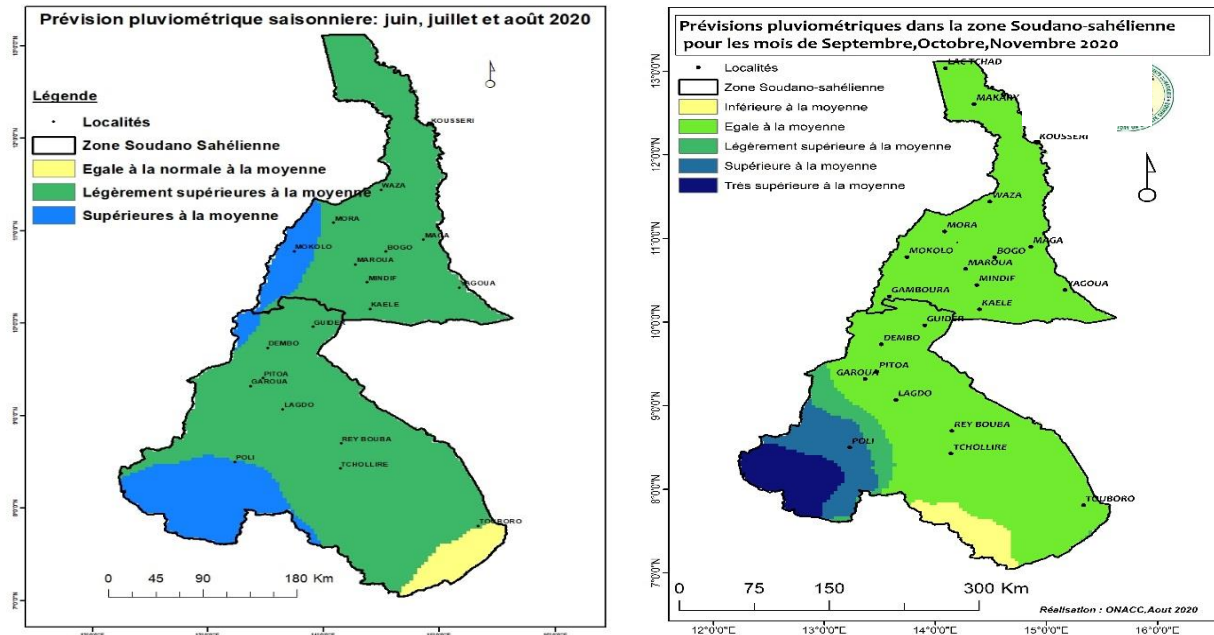 Prévision pluviométrique saisonniere: juin, juillet et août 2020
Légende
Localités
Zone Soudano Sahélienne
Egale à la normale à la moyenne
Légèrement supérieures à la moyenne
Supérieures à la moyenne
KOUSSERI
WAZA
MORA
MAGA
MOKOLO
BOGO
MAROUA
MINDIF
YAGOUA
KAELE
GUIDER
DEMBO
PITOA
GAROUA
LAGDO
REY BOUBA
POLI
TCHOLLIRE
TOUBORO
0 45 90 180 Km
Prévisions pluviométriques dans la zone Soudano-sahélienne
pour les mois de Septembre,Octobre,Novembre 2020
Localités
Zone Soudano-sahélienne
Inférieure à la moyenne
Egale à la moyenne
Légèrement supérieure à la moyenne
Supérieure à la moyenne
Trés supérieure à la moyenne
LAC TCHAD
MAKARY
KOUSSERI
WAZA
MORA
MAGA
MOKOLO
BOGO
MAROUA
MINDIF
YAGOUA
GAMBOURA
KAELE
GUIDER
DEMBO
PITOA
GAROUA
LAGDO
REY BOUBA
POLI
TCHOLLIRE
TOUBORO
13°0'0"N
12°0'0"N
11°0'0"N
10°0'0"N
9°0'0"N
8°0'0"N
7°0'0"N
0 75 150 300 Km
Réalisation : ONACC,Aout 2020
12°0'0"E 13°0'0"E 14°0'0"E 15°0'0"E 16°0'0"E